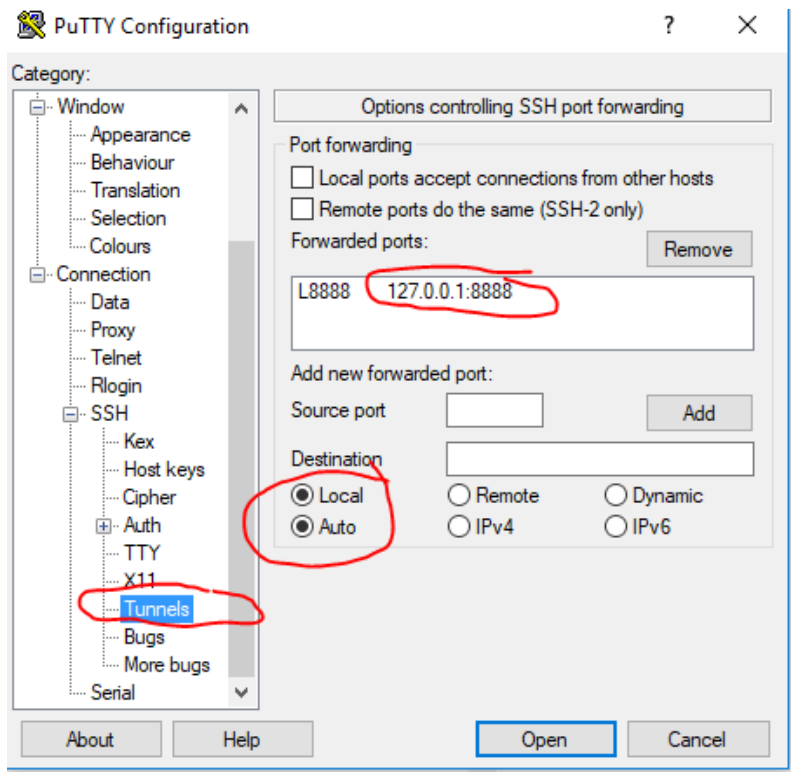 PuTTY Configuration ?
Category:
Window
Appearance
Behaviour
Translation
Selection
Colours
Connection
Data
Proxy
Telnet
Rlogin
SSH
Kex
Host keys
Cipher
Auth
TTY
X11
Tunnels
Bugs
More bugs
Serial
Options controlling SSH port forwarding
Port forwarding
Local ports accept connections from other hosts
Remote ports do the same (SSH-2 only)
Forwarded ports:
Remove
L8888 127.0.0.1:8888
Add new forwarded port:
Source port
Add
Destination
Local Remote Dynamic
Auto IPv4 IPv6
About Help Open Cancel